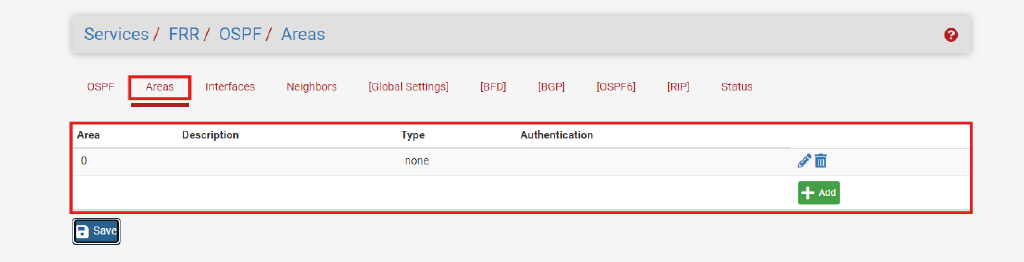 Services / FRR / OSPF / Areas
OSPF Areas Interfaces Neighbors [Global Settings] [BFD] [BGP] [OSPF6] [RIP] Status
Area Description Type Authentication
0 none
Add
Save